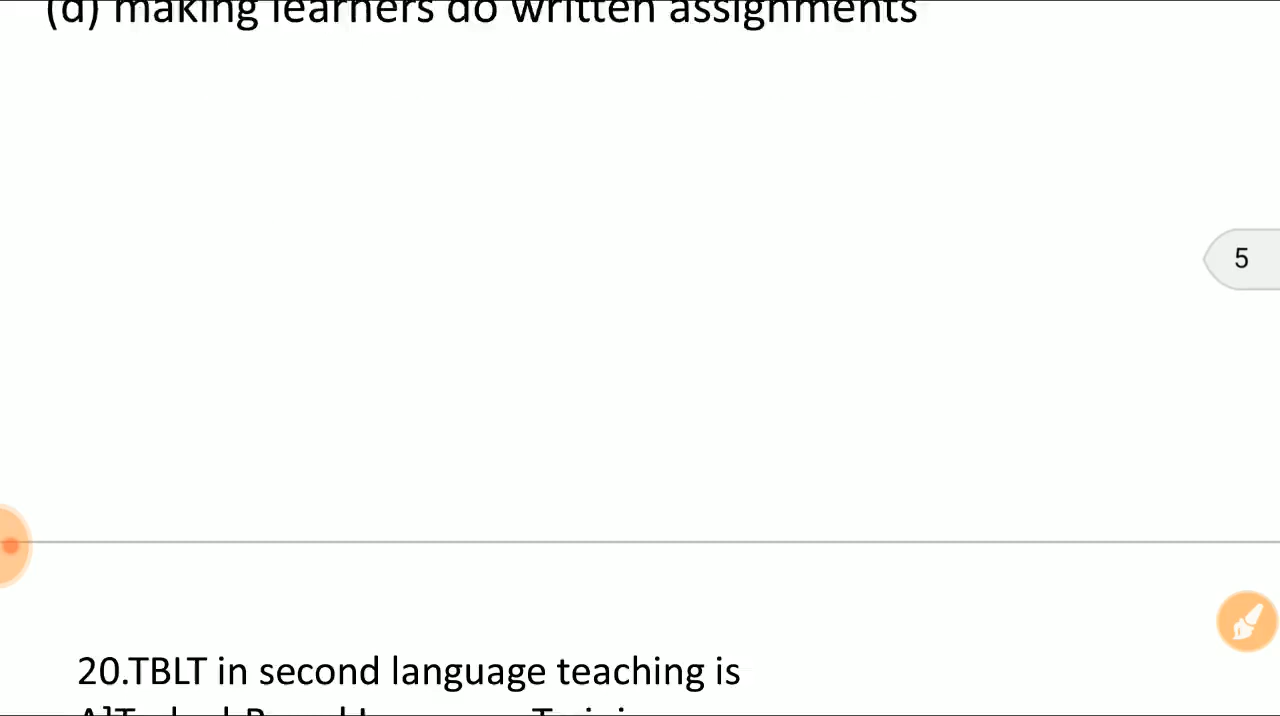 (d) making learners do written assignments
5
20.TBLT in second language teaching is